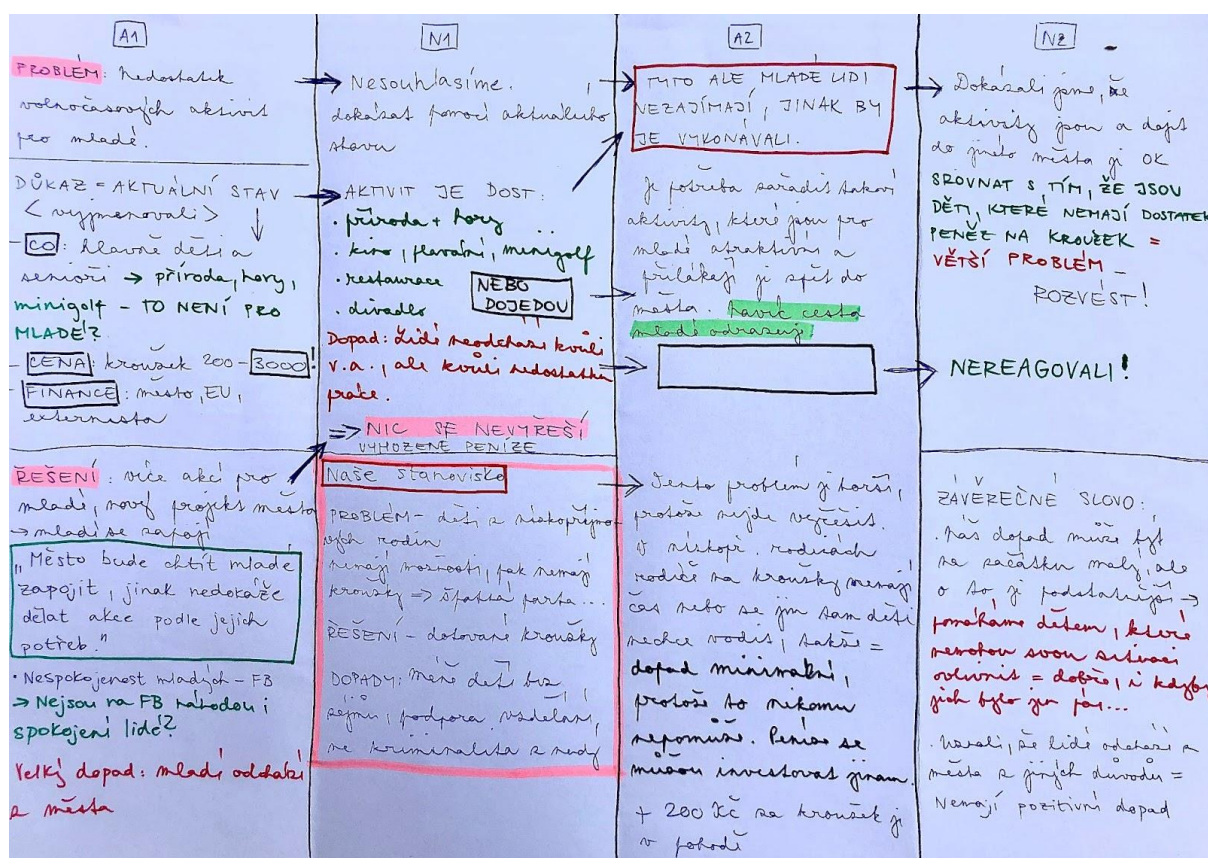 A1
PROBLÉM: nedostatek
volnočasových aktivit
pro mladé.
DŮKAZ = AKTUÁLNÍ STAV
< vyjmenovali >
- CO: hlavně děti a
senioři → příroda, hory,
minigolf - TO NENÍ PRO
MLADÉ?
- CENA: kroužek 200 - 3000!
- FINANCE: město, EU,
externista
ŘEŠENÍ: více akcí pro
mladé, nový projekt města
→ mladí se zapojí
„Město bude chtít mladé
zapojit, jinak nedokáže
dělat akce podle jejich
potřeb."
• Nespokojenost mladých - FB
→ Nejsou na FB náhodou i
spokojení lidé?
Velký dopad: mladí odchází
z města
N1
→ Nesouhlasíme.
dokázat pomocí aktuálního
stavu
→ AKTIVIT JE DOST:
• příroda + hory
• kino, plavání, minigolf
• restaurace
• divadlo
NEBO
DOJEDOU
Dopad: Lidé neodchází kvůli
v.a., ale kvůli nedostatku
práce.
⇒ NIC SE NEVYŘEŠÍ
VYHOZENÉ PENÍZE
Naše stanovisko
PROBLÉM - děti z nízkopříjmo-
vých rodin
nemají možnosti, pak nemají
kroužky => špatná parta...
ŘEŠENÍ - dotované kroužky
DOPADY: méně dětí bez
zájmu, podpora vzdělání,
ne kriminalita z nudy
A2
TYTO ALE MLADÉ LIDI
NEZAJÍMAJÍ, JINAK BY
JE VYKONÁVALI.
Je potřeba zařadit takové
aktivity, které jsou pro
mladé atraktivní a
přilákají je zpět do
města. Navíc cesta
mladé odrazuje.
→ Tento problém je horší,
protože nejde vyřešit.
V nízkopř. rodinách
rodiče na kroužky nemají
čas nebo se jim tam děti
nechce vodit, takže =
dopad minimální,
protože to nikomu
nepomůže. Peníze se
můžou investovat jinam.
+ 200 Kč za kroužek je
v pohodě
N2
→ Dokázali jsme, že
aktivity jsou a dojít
do jiného města je OK
SROVNAT S TÍM, ŽE JSOU
DĚTI, KTERÉ NEMAJÍ DOSTATEK
PENĚZ NA KROUŽEK =
VĚTŠÍ PROBLÉM -
ROZVÉST!
→ NEREAGOVALI!
ZÁVĚREČNÉ SLOVO:
• náš dopad může být
na začátku malý, ale
o to je podstatnější →
pomáháme dětem, které
nemohou svou situaci
ovlivnit = dobře, i kdyby
jich bylo jen pár...
• Uznali, že lidé odchází z
města z jiných důvodů =
Nemají pozitivní dopad